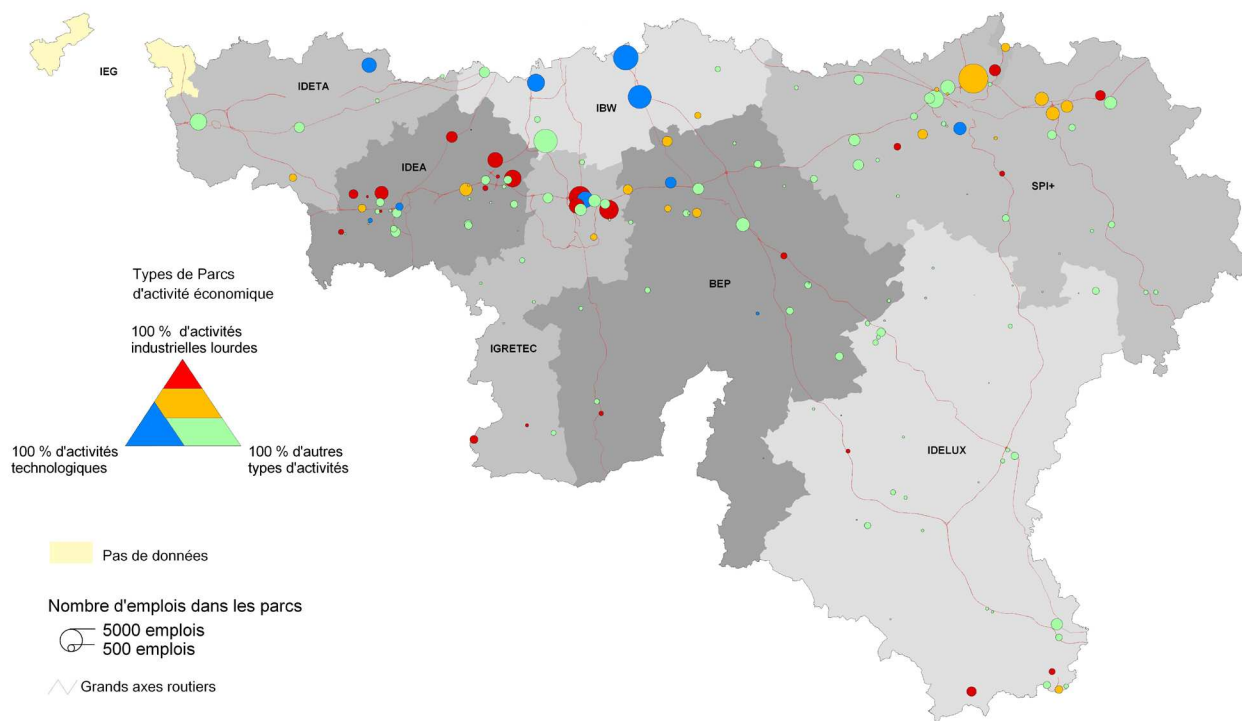 IEG
IDETA
IBW
IDEA
SPI+
BEP
IGRETEC
IDELUX
Types de Parcs
d'activité économique
100 % d'activités
industrielles lourdes
100 % d'activités
technologiques
100 % d'autres
types d'activités
Pas de données
Nombre d'emplois dans les parcs
5000 emplois
500 emplois
Grands axes routiers